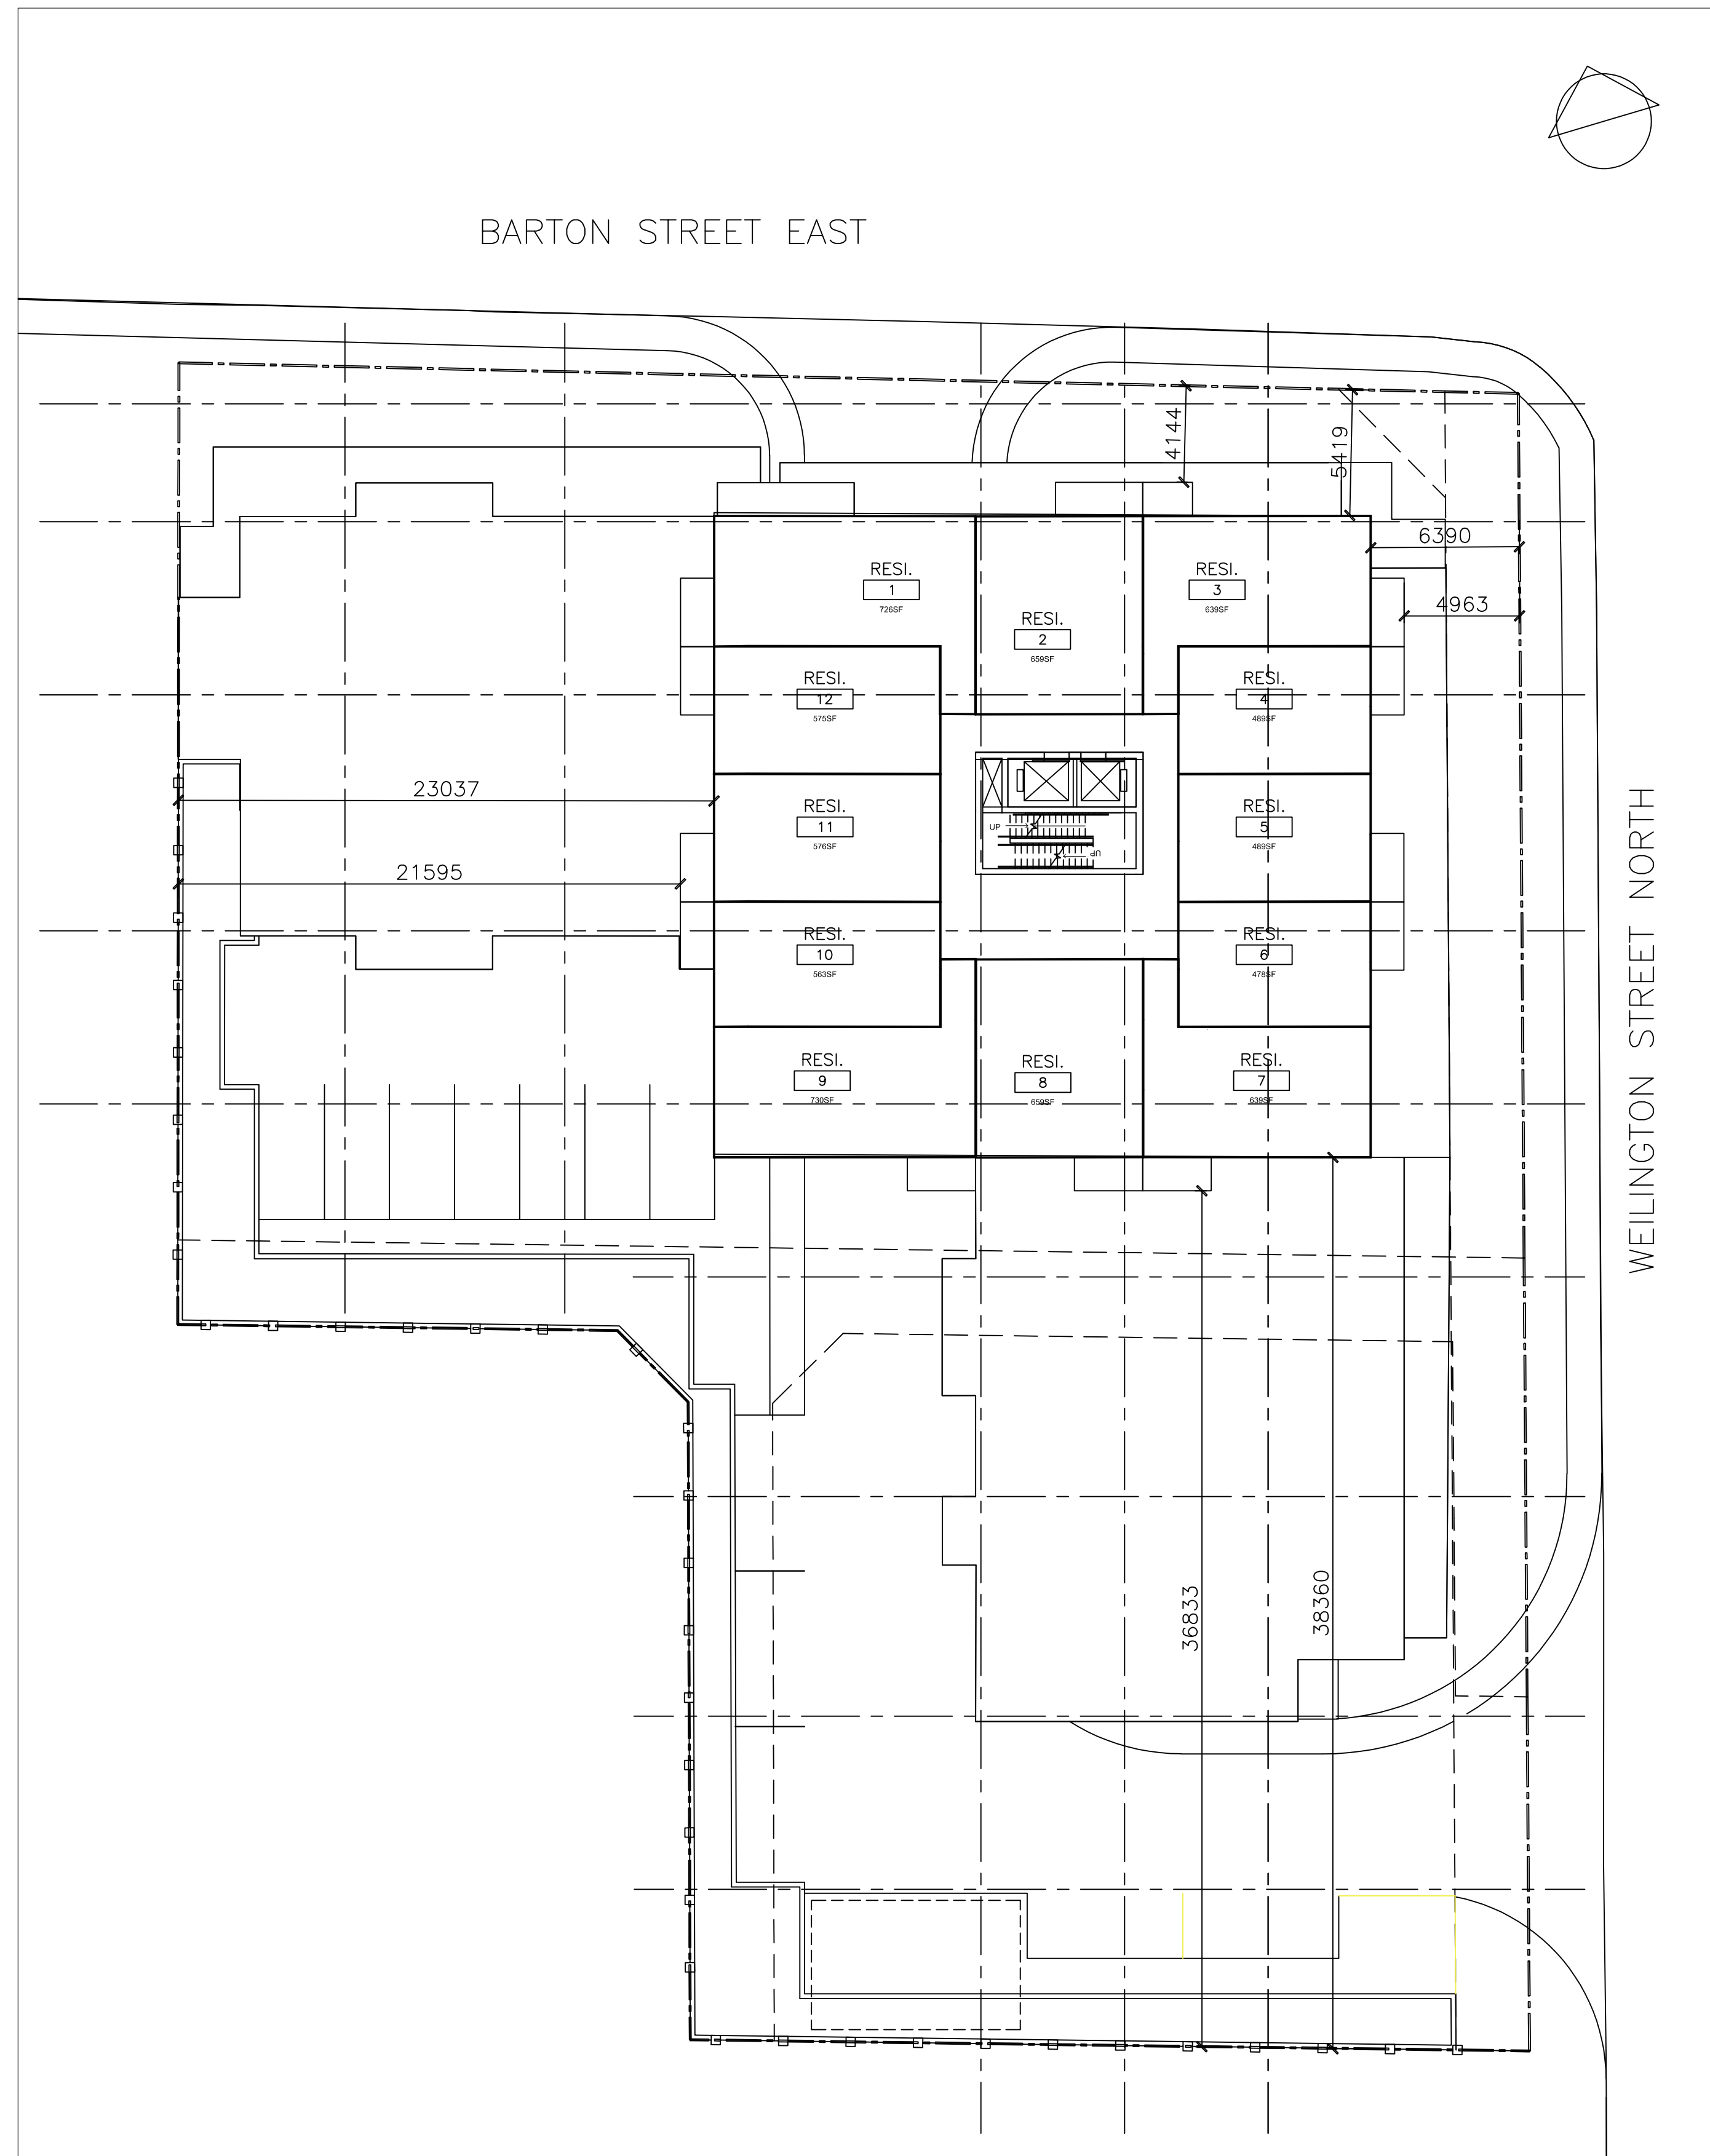 BARTON STREET EAST
4144
5419
6390
4963
RESI.
1
726SF
RESI.
2
659SF
RESI.
3
639SF
RESI.
12
575SF
RESI.
4
489SF
23037
RESI.
11
576SF
UP
UP
RESI.
5
489SF
21595
RESI.
10
563SF
RESI.
6
478SF
RESI.
9
730SF
RESI.
8
659SF
RESI.
7
639SF
WEILINGTON STREET NORTH
36833
38360